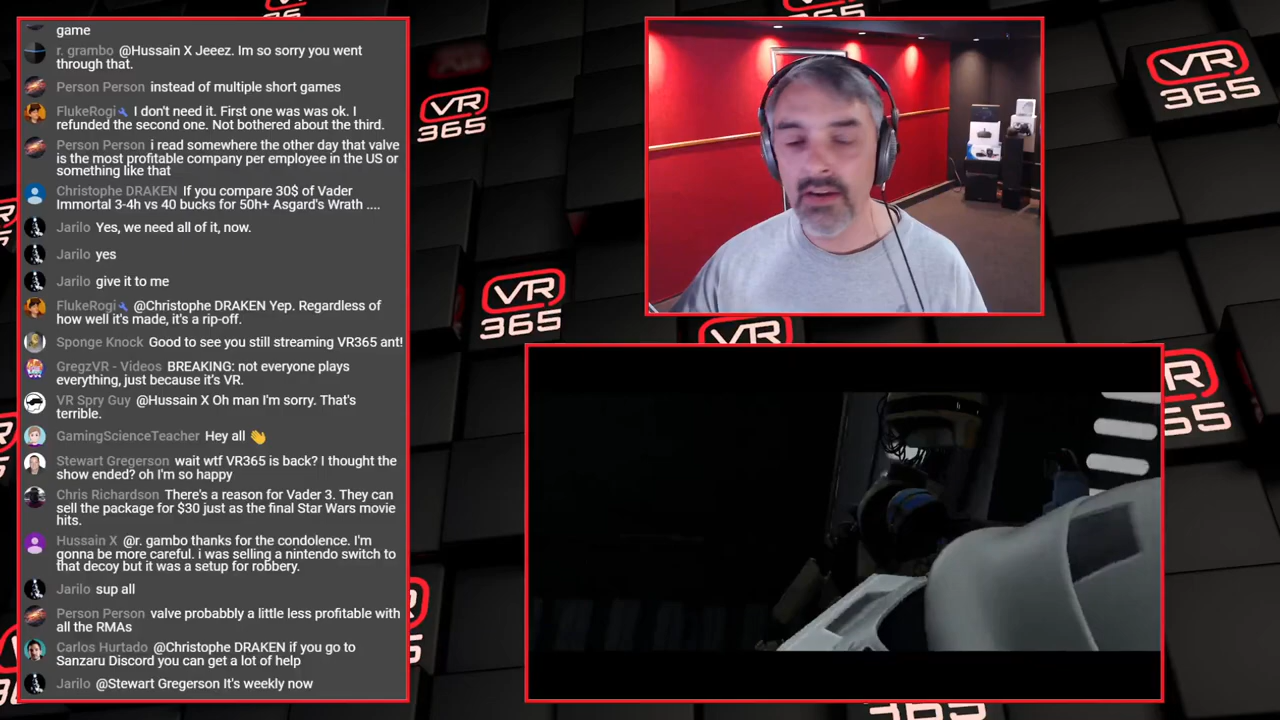 game
r. grambo @Hussain X Jeeez. Im so sorry you went
through that.
Person Person instead of multiple short games
FlukeRogi I don't need it. First one was was ok. I
refunded the second one. Not bothered about the third.
Person Person i read somewhere the other day that valve
is the most profitable company per employee in the US or
something like that
Christophe DRAKEN If you compare 30$ of Vader
Immortal 3-4h vs 40 bucks for 50h+ Asgard's Wrath ....
Jarilo Yes, we need all of it, now.
Jarilo yes
Jarilo give it to me
FlukeRogi @Christophe DRAKEN Yep. Regardless of
how well it's made, it's a rip-off.
Sponge Knock Good to see you still streaming VR365 ant!
GregzVR - Videos BREAKING: not everyone plays
everything, just because it's VR.
VR Spry Guy @Hussain X Oh man I'm sorry. That's
terrible.
GamingScienceTeacher Hey all 👋
Stewart Gregerson wait wtf VR365 is back? I thought the
show ended? oh I'm so happy
Chris Richardson There's a reason for Vader 3. They can
sell the package for $30 just as the final Star Wars movie
hits.
Hussain X @r. gambo thanks for the condolence. I'm
gonna be more careful. i was selling a nintendo switch to
that decoy but it was a setup for robbery.
Jarilo sup all
Person Person valve probabbly a little less profitable with
all the RMAs
Carlos Hurtado @Christophe DRAKEN if you go to
Sanzaru Discord you can get a lot of help
Jarilo @Stewart Gregerson It's weekly now
VR
365
VR
365
VR
365
VR
365
VR
365